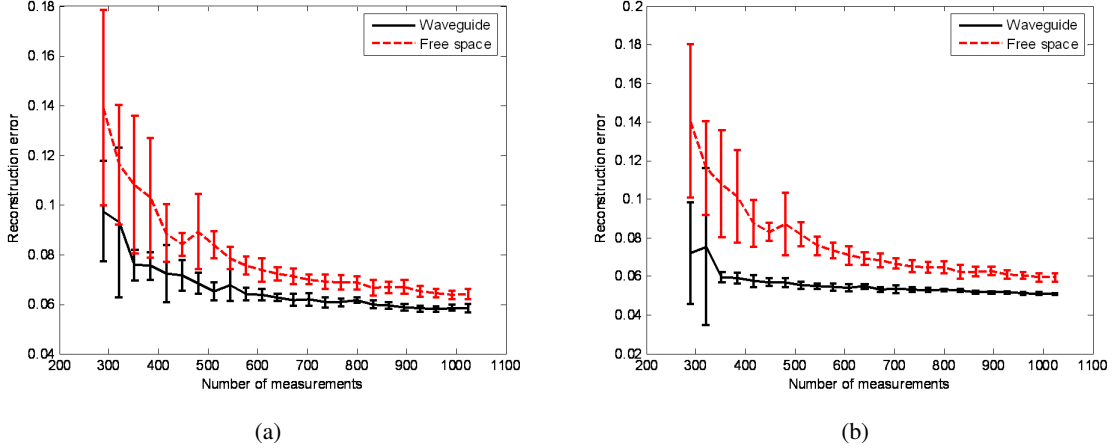 0.18
0.16
0.14
0.12
0.1
0.08
0.06
0.04
200 300 400 500 600 700 800 900 1000 1100
Reconstruction error
Number of measurements
Waveguide
Free space
(a)
0.2
0.18
0.16
0.14
0.12
0.1
0.08
0.06
0.04
0.02
200 300 400 500 600 700 800 900 1000 1100
Reconstruction error
Number of measurements
Waveguide
Free space
(b)